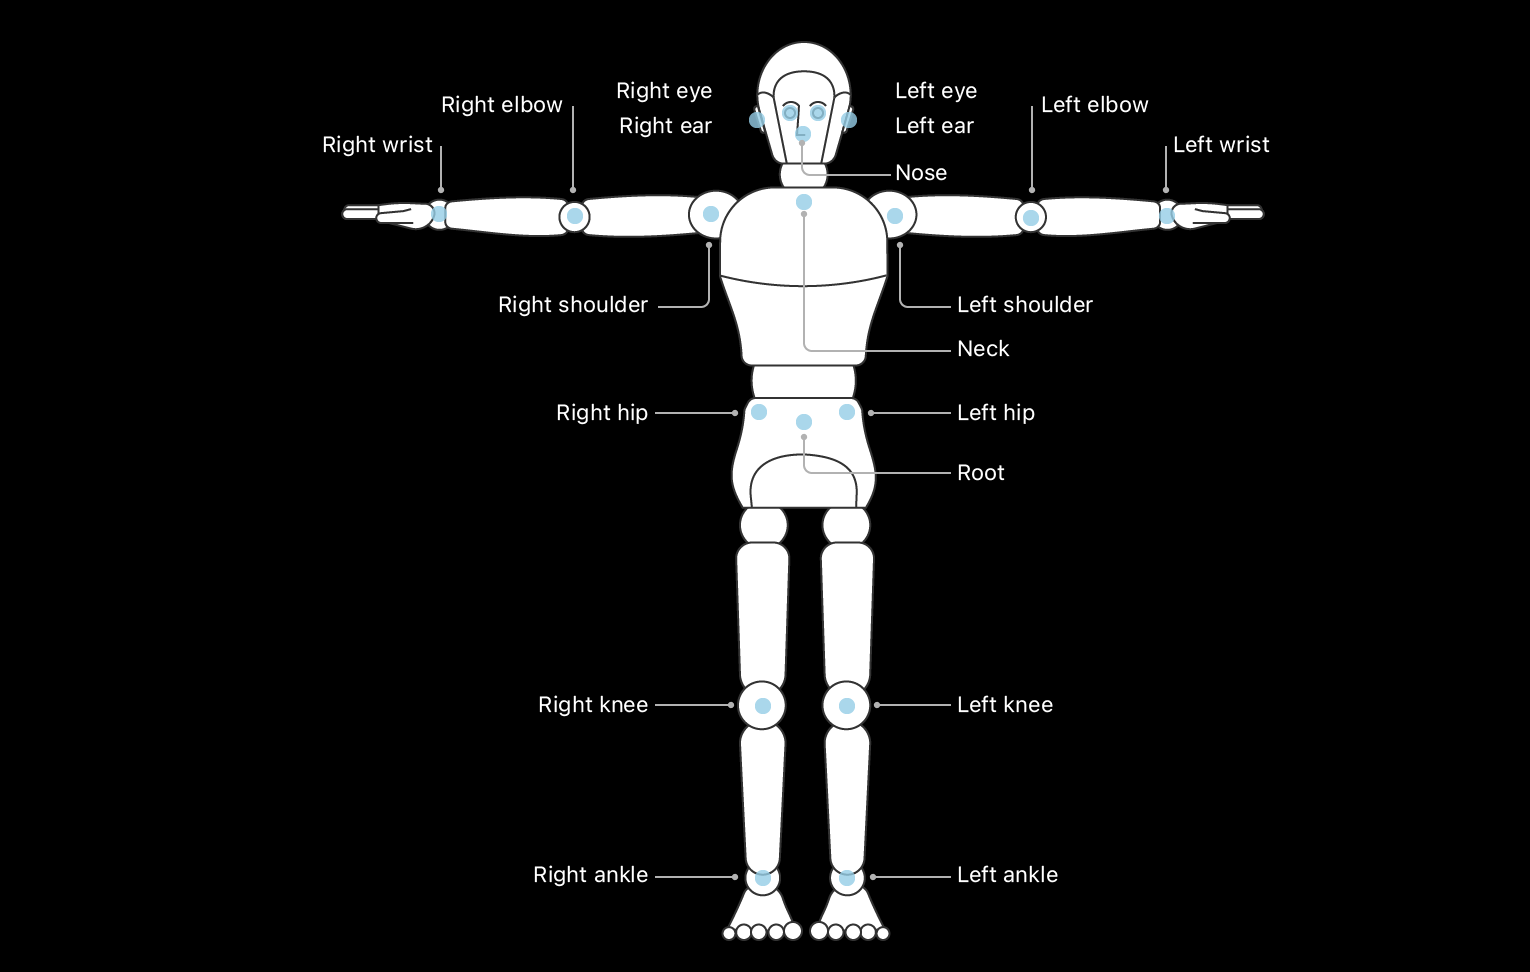 Right eye
Left eye
Right elbow
Left elbow
Right ear
Left ear
Right wrist
Left wrist
Nose
Right shoulder
Left shoulder
Neck
Right hip
Left hip
Root
Right knee
Left knee
Right ankle
Left ankle